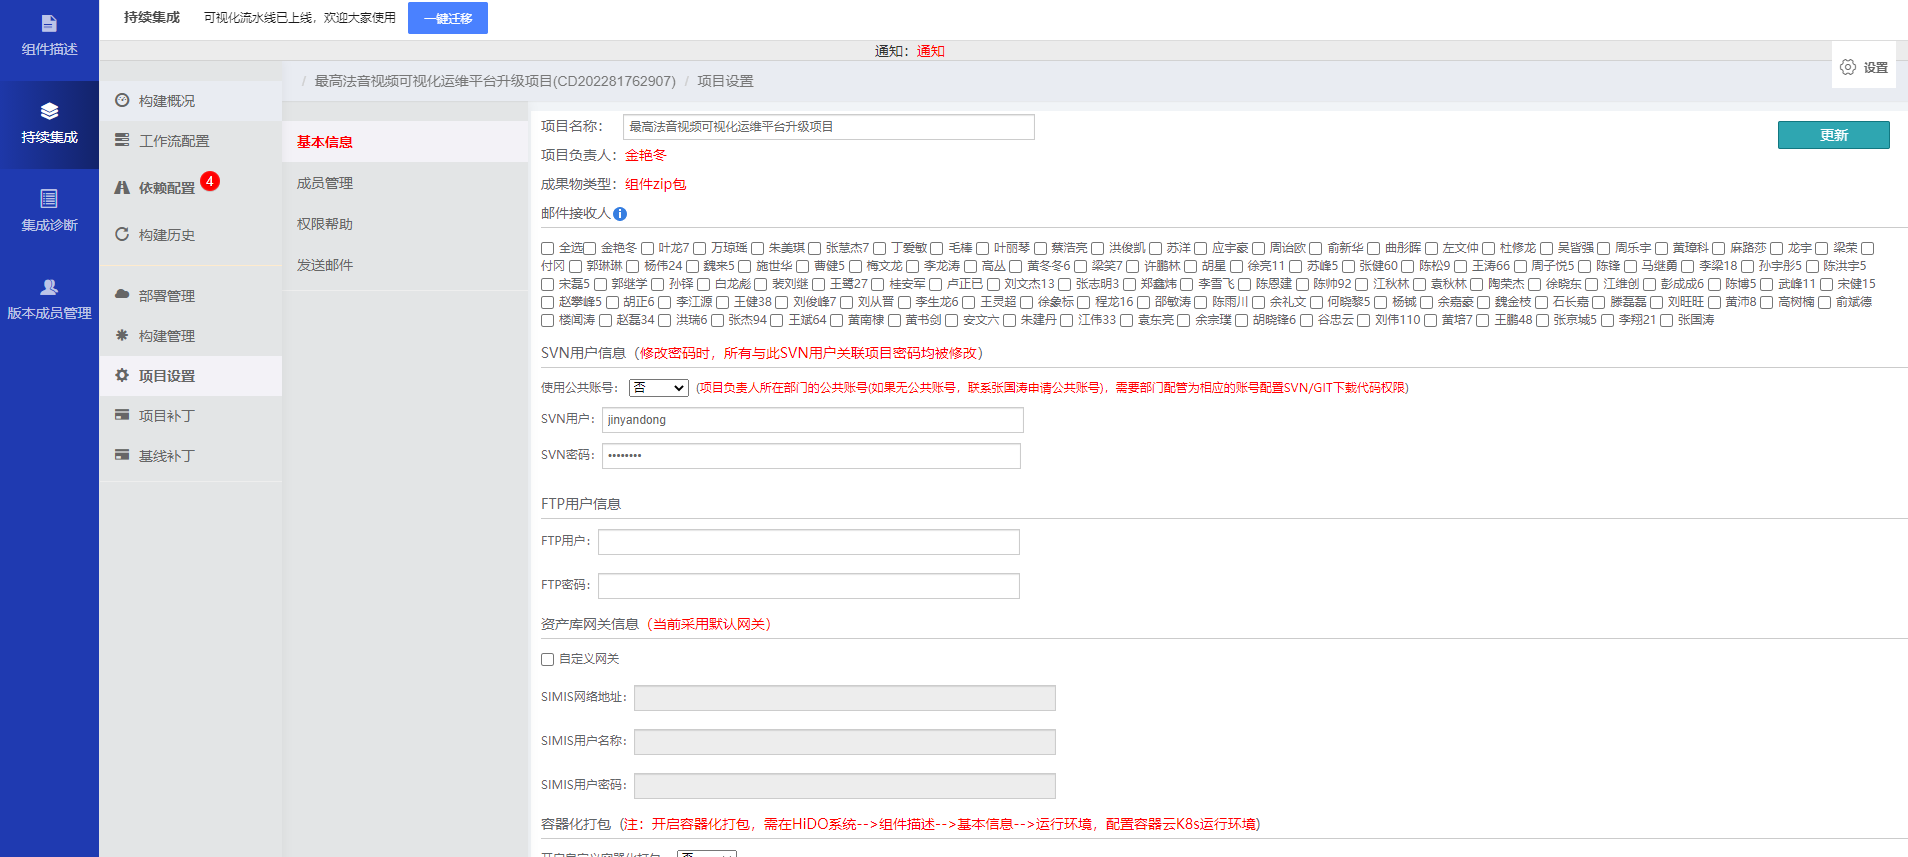 组件描述
持续集成
集成诊断
版本成员管理
持续集成 可视化流水线已上线，欢迎大家使用 一键迁移
通知：通知
设置
构建概况
工作流配置
依赖配置 4
构建历史
部署管理
构建管理
项目设置
项目补丁
基线补丁
/ 最高法音视频可视化运维平台升级项目(CD202281762907) / 项目设置
基本信息
成员管理
权限帮助
发送邮件
项目名称： 最高法音视频可视化运维平台升级项目
更新
项目负责人：金艳冬
成果物类型：组件zip包
邮件接收人
全选 金艳冬 叶龙7 万琼瑶 朱美琪 张慧杰7 丁爱敏 毛棒 叶丽琴 蔡浩亮 洪俊凯 苏洋 应宇豪 周诒欧 俞新华 曲彤晖 左文仲 杜修龙 吴皆强 周乐宇 黄璋科 麻路莎 龙宇 梁荣
付冈 郭琳琳 杨伟24 魏来5 施世华 曹健5 梅文龙 李龙涛 高丛 黄冬冬6 梁笑7 许鹏林 胡星 徐亮11 苏峰5 张健60 陈松9 王涛66 周子悦5 陈锋 马继勇 李梁18 孙宇彤5 陈洪宇5
宋磊5 郭继学 孙铎 白龙彪 裴刘继 王鹭27 桂安军 卢正巳 刘文杰13 张志明3 郑鑫炜 李雪飞 陈恩建 陈帅92 江秋林 袁秋林 陶荣杰 徐晓东 江维创 彭成成6 陈博5 武峰11 宋健15
赵攀峰5 胡正6 李江源 王健38 刘俊峰7 刘从晋 李生龙6 王灵超 徐象标 程龙16 邵敏涛 陈雨川 余礼文 何晓黎5 杨铖 余嘉豪 魏金枝 石长嘉 滕磊磊 刘旺旺 黄沛8 高树楠 俞斌德
楼闻涛 赵磊34 洪瑞6 张杰94 王斌64 黄南棣 黄书剑 安文六 朱建丹 江伟33 袁东亮 余宗璞 胡晓锋6 谷忠云 刘伟110 黄培7 王鹏48 张京城5 李翔21 张国涛
SVN用户信息（修改密码时，所有与此SVN用户关联项目密码均被修改）
使用公共账号： 否 (项目负责人所在部门的公共账号(如果无公共账号，联系张国涛申请公共账号)，需要部门配管为相应的账号配置SVN/GIT下载代码权限)
SVN用户： jinyandong
SVN密码： ••••••••
FTP用户信息
FTP用户：
FTP密码：
资产库网关信息（当前采用默认网关）
自定义网关
SIMIS网络地址：
SIMIS用户名称：
SIMIS用户密码：
容器化打包（注：开启容器化打包，需在HiDO系统-->组件描述-->基本信息-->运行环境，配置容器云K8s运行环境)